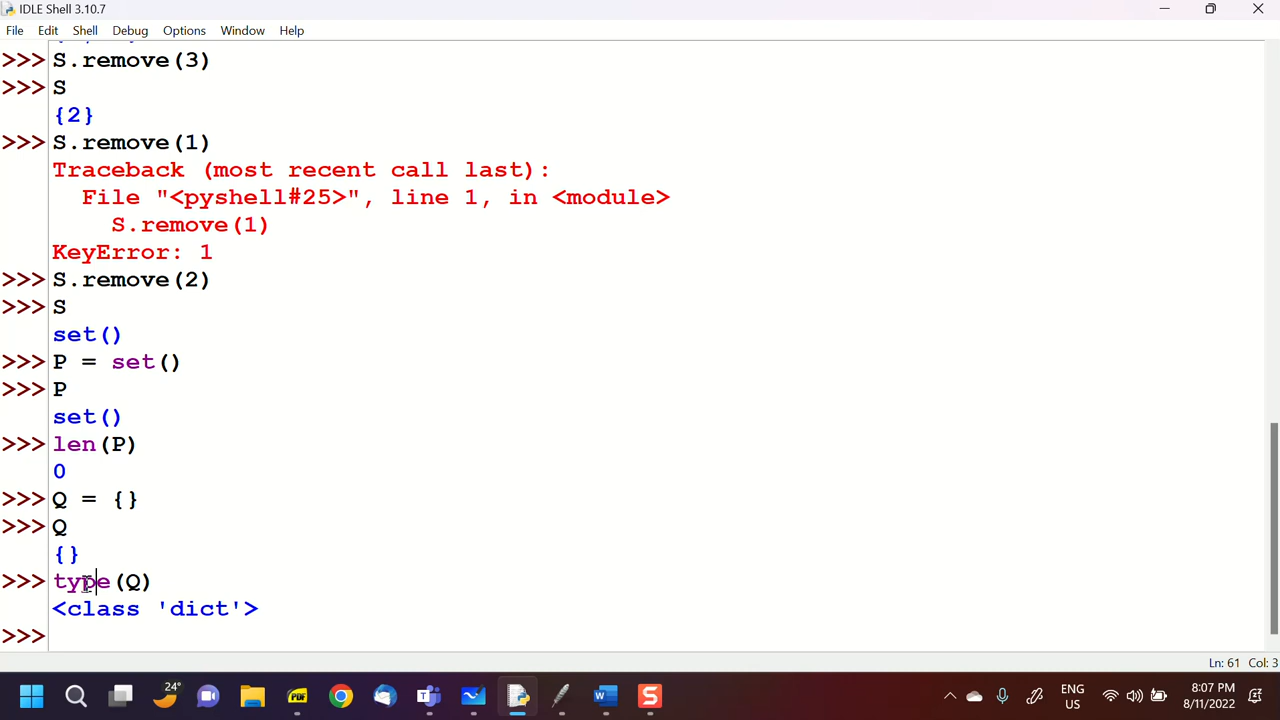 IDLE Shell 3.10.7
File Edit Shell Debug Options Window Help
>>> S.remove(3)
>>> S
{2}
>>> S.remove(1)
Traceback (most recent call last):
  File "<pyshell#25>", line 1, in <module>
    S.remove(1)
KeyError: 1
>>> S.remove(2)
>>> S
set()
>>> P = set()
>>> P
set()
>>> len(P)
0
>>> Q = {}
>>> Q
{}
>>> type(Q)
<class 'dict'>
>>>
Ln: 61 Col: 3
24°
PDF
ENG
US
8:07 PM
8/11/2022